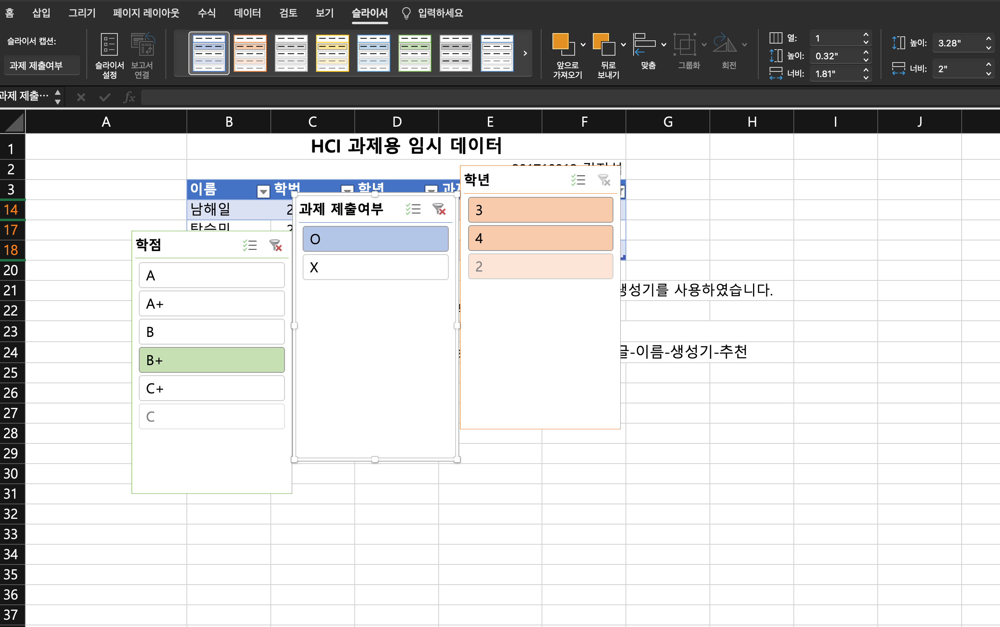 홈 삽입 그리기 페이지 레이아웃 수식 데이터 검토 보기 슬라이서 입력하세요
슬라이서 캡션:
과제 제출여부
슬라이서 설정
보고서 연결
앞으로 가져오기
뒤로 보내기
맞춤
그룹화
회전
열: 1
높이: 0.32"
너비: 1.81"
높이: 3.28"
너비: 2"
과제 제출… fx
A B C D E F G H I J
1 HCI 과제용 임시 데이터
2
3 이름 학번 학년
14 남해일 2
17 탁승민 2
18
20
21 생성기를 사용하였습니다.
22
23
24 글-이름-생성기-추천
25
26
27
28
29
30
31
32
33
34
35
36
37
학점
A
A+
B
B+
C+
C
과제 제출여부
O
X
학년
3
4
2